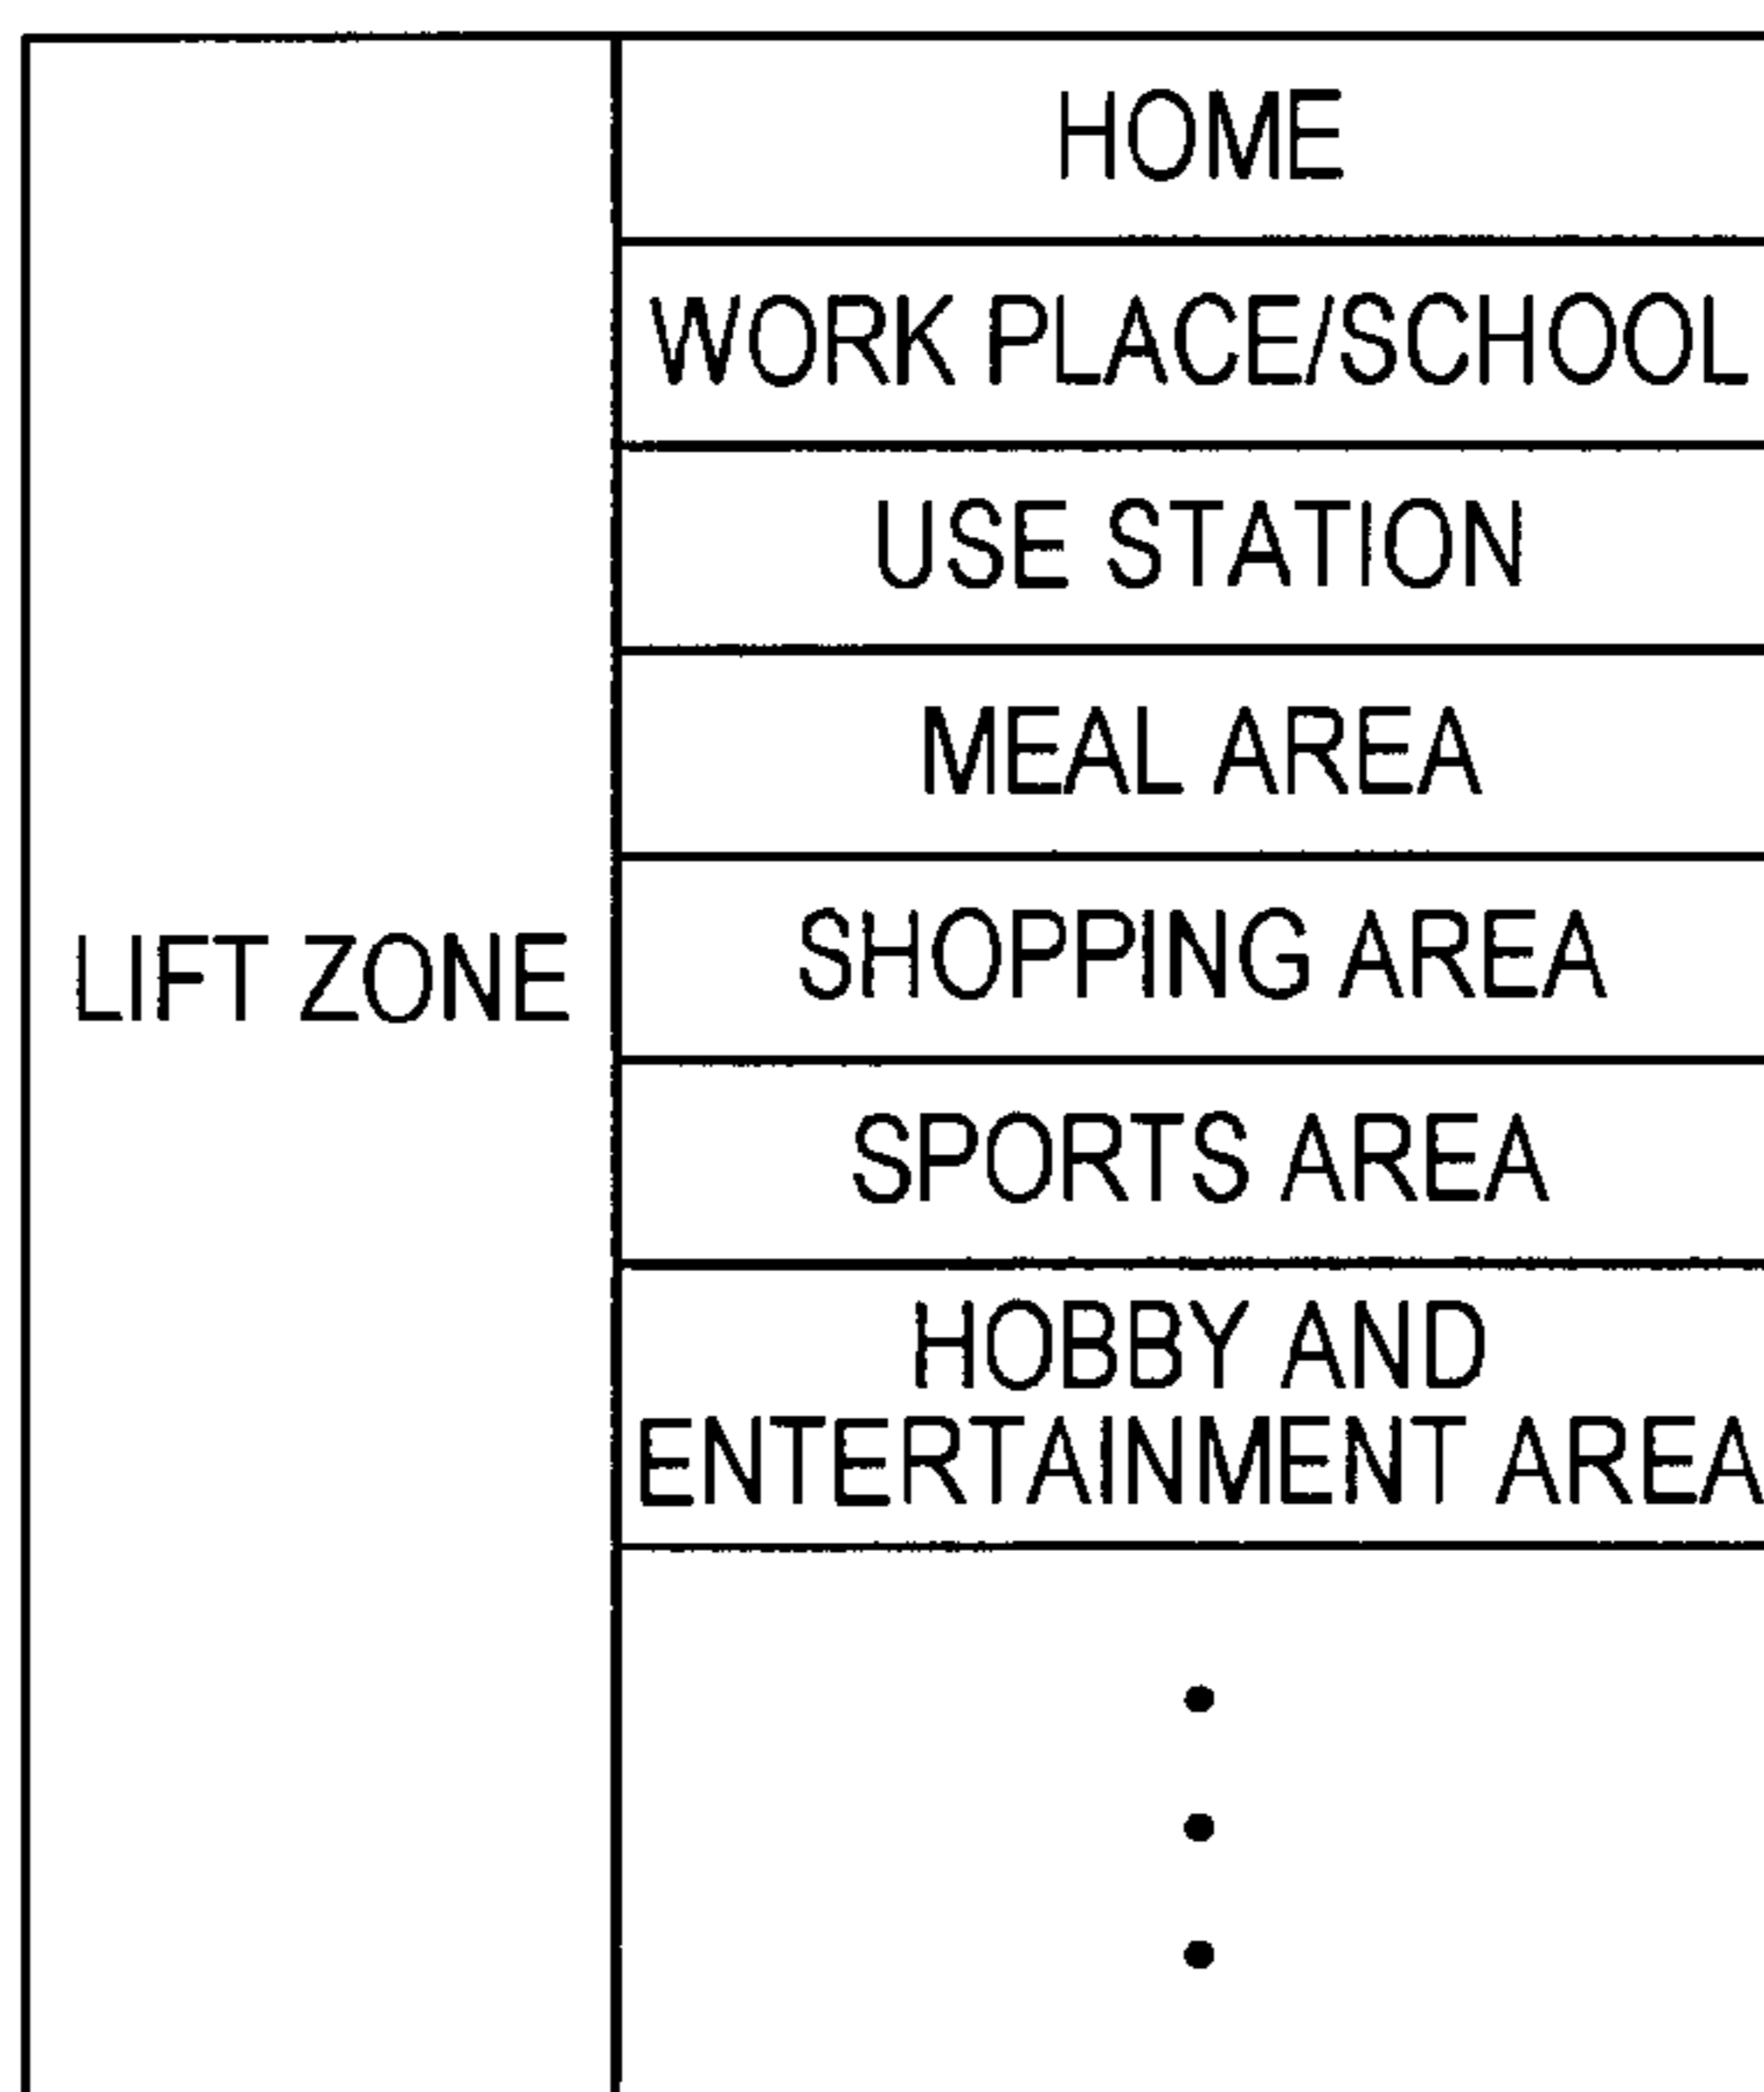 HOME
WORK PLACE/SCHOOL
USE STATION
MEAL AREA
LIFT ZONE
SHOPPING AREA
SPORTS AREA
HOBBY AND
ENTERTAINMENT AREA